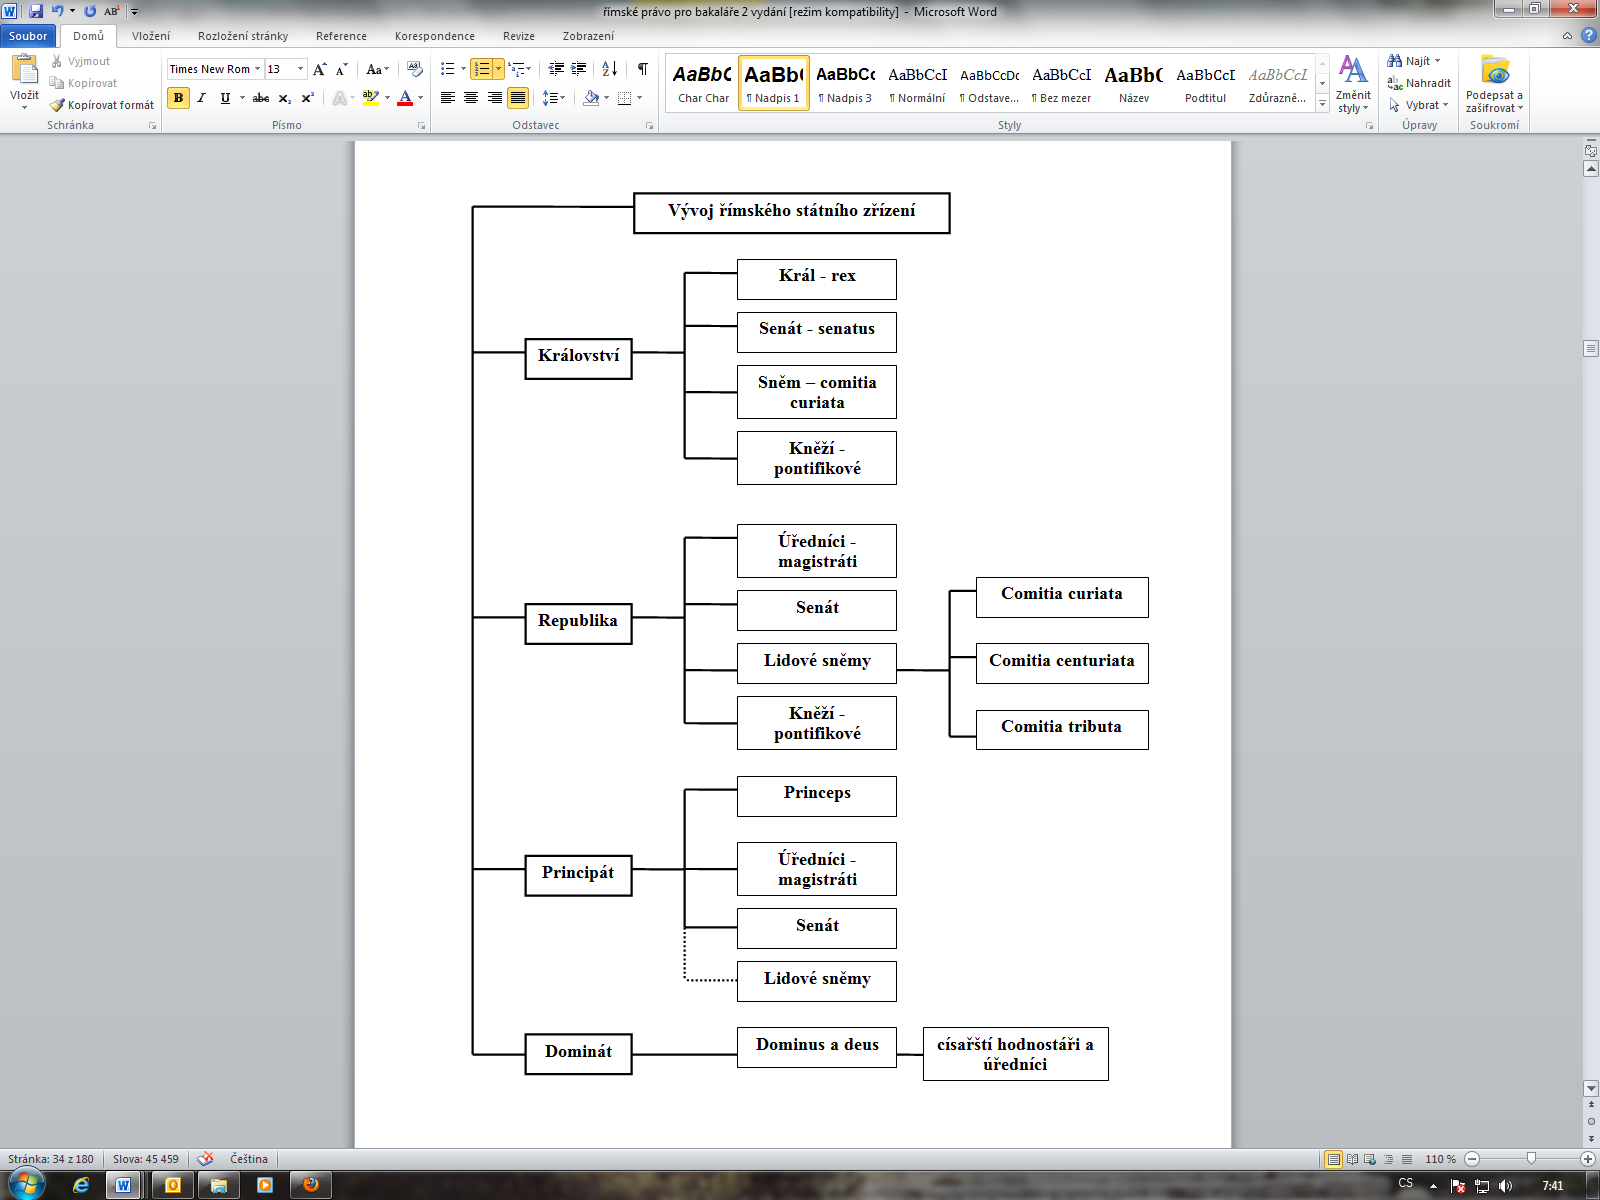 římské právo pro bakaláře 2 vydání [režim kompatibility] - Microsoft Word
Soubor Domů Vložení Rozložení stránky Reference Korespondence Revize Zobrazení
Vložit
Vyjmout
Kopírovat
Kopírovat formát
Schránka
Times New Rom 13
Písmo
Odstavec
AaBbC AaBb( AaBbCc AaBbCcI AaBbCcDc AaBbCcI AaBbC AaBbCcI AaBbCcI
Char Char ¶ Nadpis 1 ¶ Nadpis 3 ¶ Normální ¶ Odstave... ¶ Bez mezer Název Podtitul Zdůrazně...
Styly
Změnit
styly
Najít
Nahradit
Vybrat
Úpravy
Podepsat a
zašifrovat
Soukromí
Vývoj římského státního zřízení
Království
Král - rex
Senát - senatus
Sněm – comitia
curiata
Kněží -
pontifikové
Republika
Úředníci -
magistráti
Senát
Lidové sněmy
Kněží -
pontifikové
Comitia curiata
Comitia centuriata
Comitia tributa
Principát
Princeps
Úředníci -
magistráti
Senát
Lidové sněmy
Dominát
Dominus a deus
císařští hodnostáři a
úředníci
Stránka: 34 z 180 Slova: 45 459 Čeština 110 %
CS 7:41